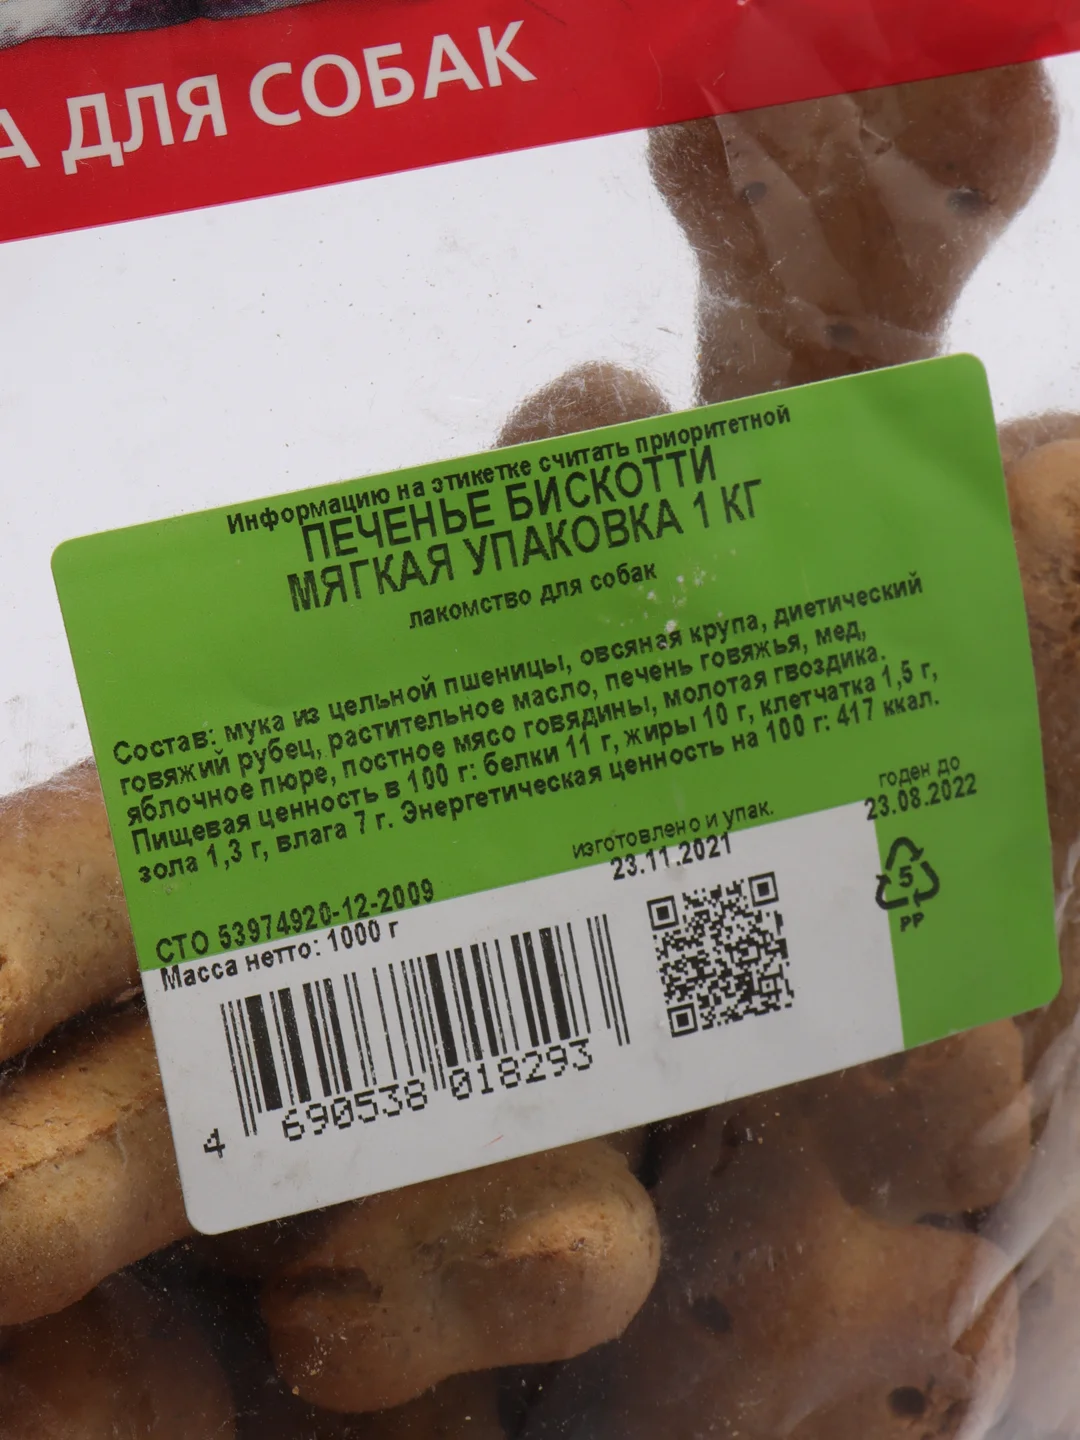 А ДЛЯ СОБАК
Информацию на этикетке считать приоритетной
ПЕЧЕНЬЕ БИСКОТТИ
МЯГКАЯ УПАКОВКА 1 КГ
лакомство для собак
Состав: мука из цельной пшеницы, овсяная крупа, диетический
говяжий рубец, растительное масло, печень говяжья, мед,
яблочное пюре, постное мясо говядины, молотая гвоздика.
Пищевая ценность в 100 г: белки 11 г, жиры 10 г, клетчатка 1,5 г,
зола 1,3 г, влага 7 г. Энергетическая ценность на 100 г: 417 ккал.
годен до
23.08.2022
изготовлено и упак.
23.11.2021
СТО 53974920-12-2009
Масса нетто: 1000 г
5
PP
4 690538 018293